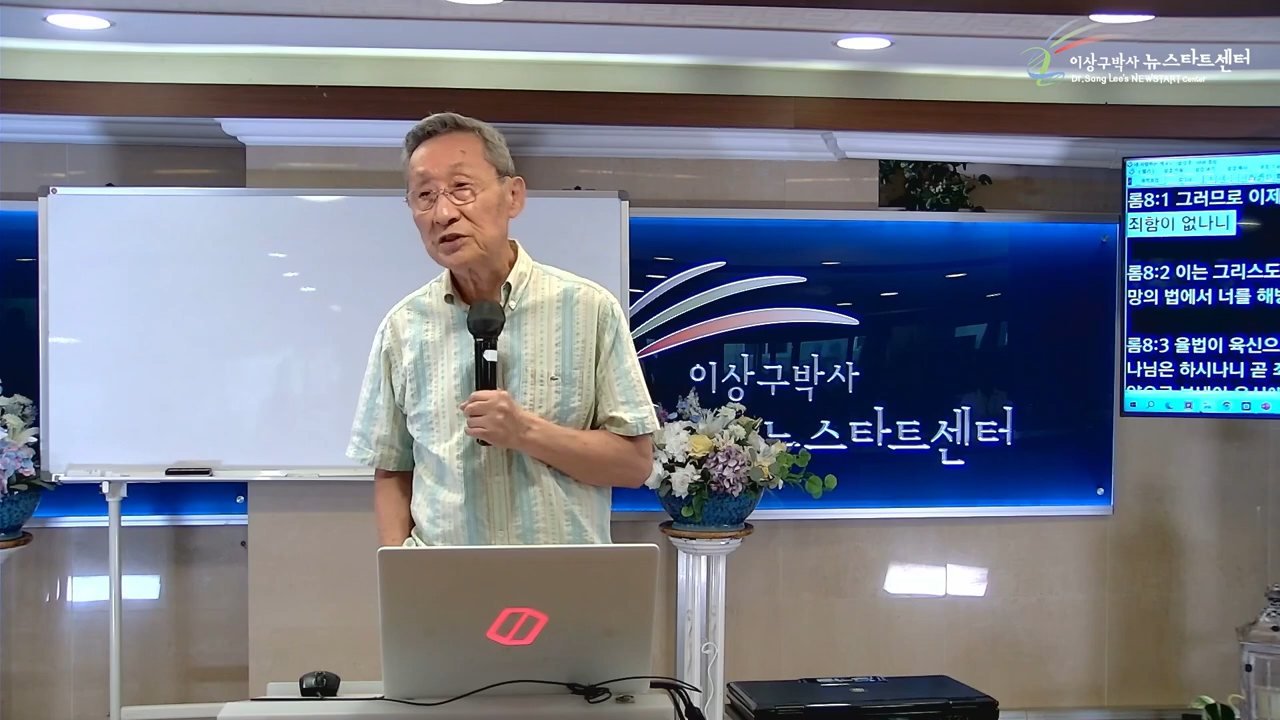 이상구박사 뉴스타트센터
Dr.Sang Lee's NEWSTART Center
롬8:1 그러므로 이제
죄함이 없나니
롬8:2 이는 그리스도
망의 법에서 너를 해방
롬8:3 율법이 육신으
나님은 하시나니 곧 죄
이상구박사
뉴스타트센터